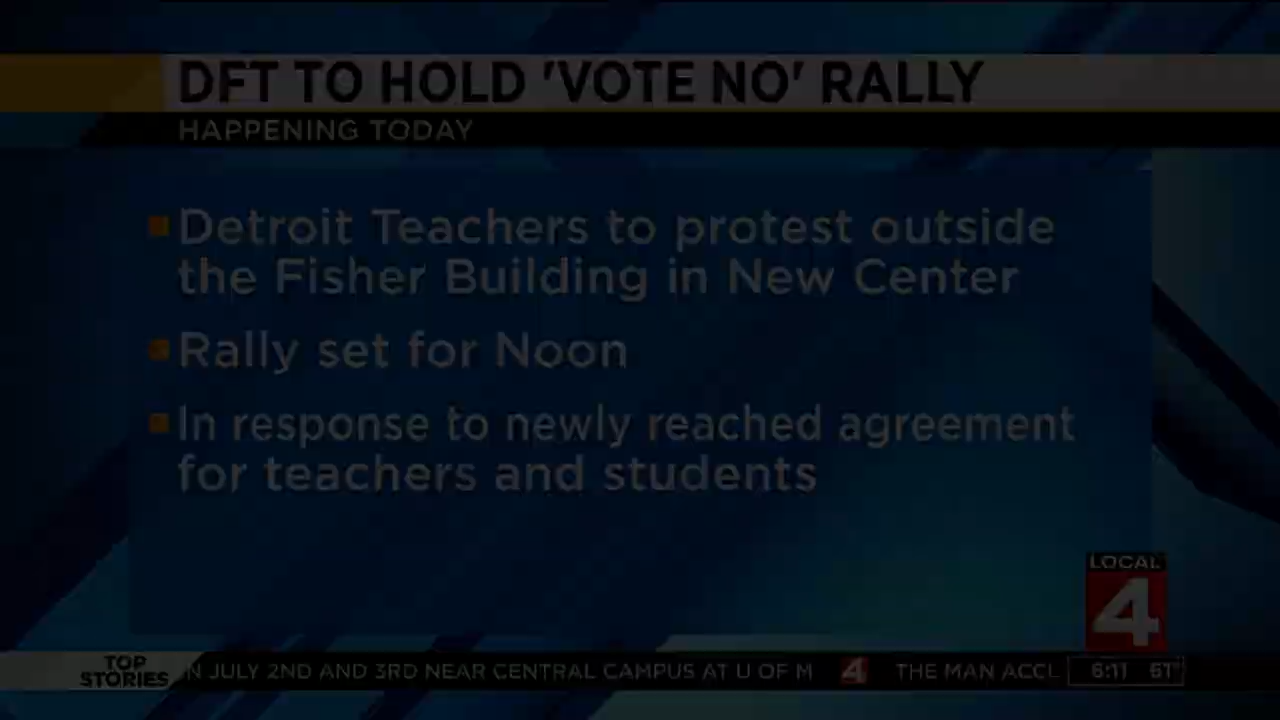 DFT TO HOLD 'VOTE NO' RALLY
HAPPENING TODAY
Detroit Teachers to protest outside
the Fisher Building in New Center
Rally set for Noon
In response to newly reached agreement
for teachers and students
LOCAL
4
TOP
STORIES
N JULY 2ND AND 3RD NEAR CENTRAL CAMPUS AT U OF M 4 THE MAN ACCL 6:11 61°